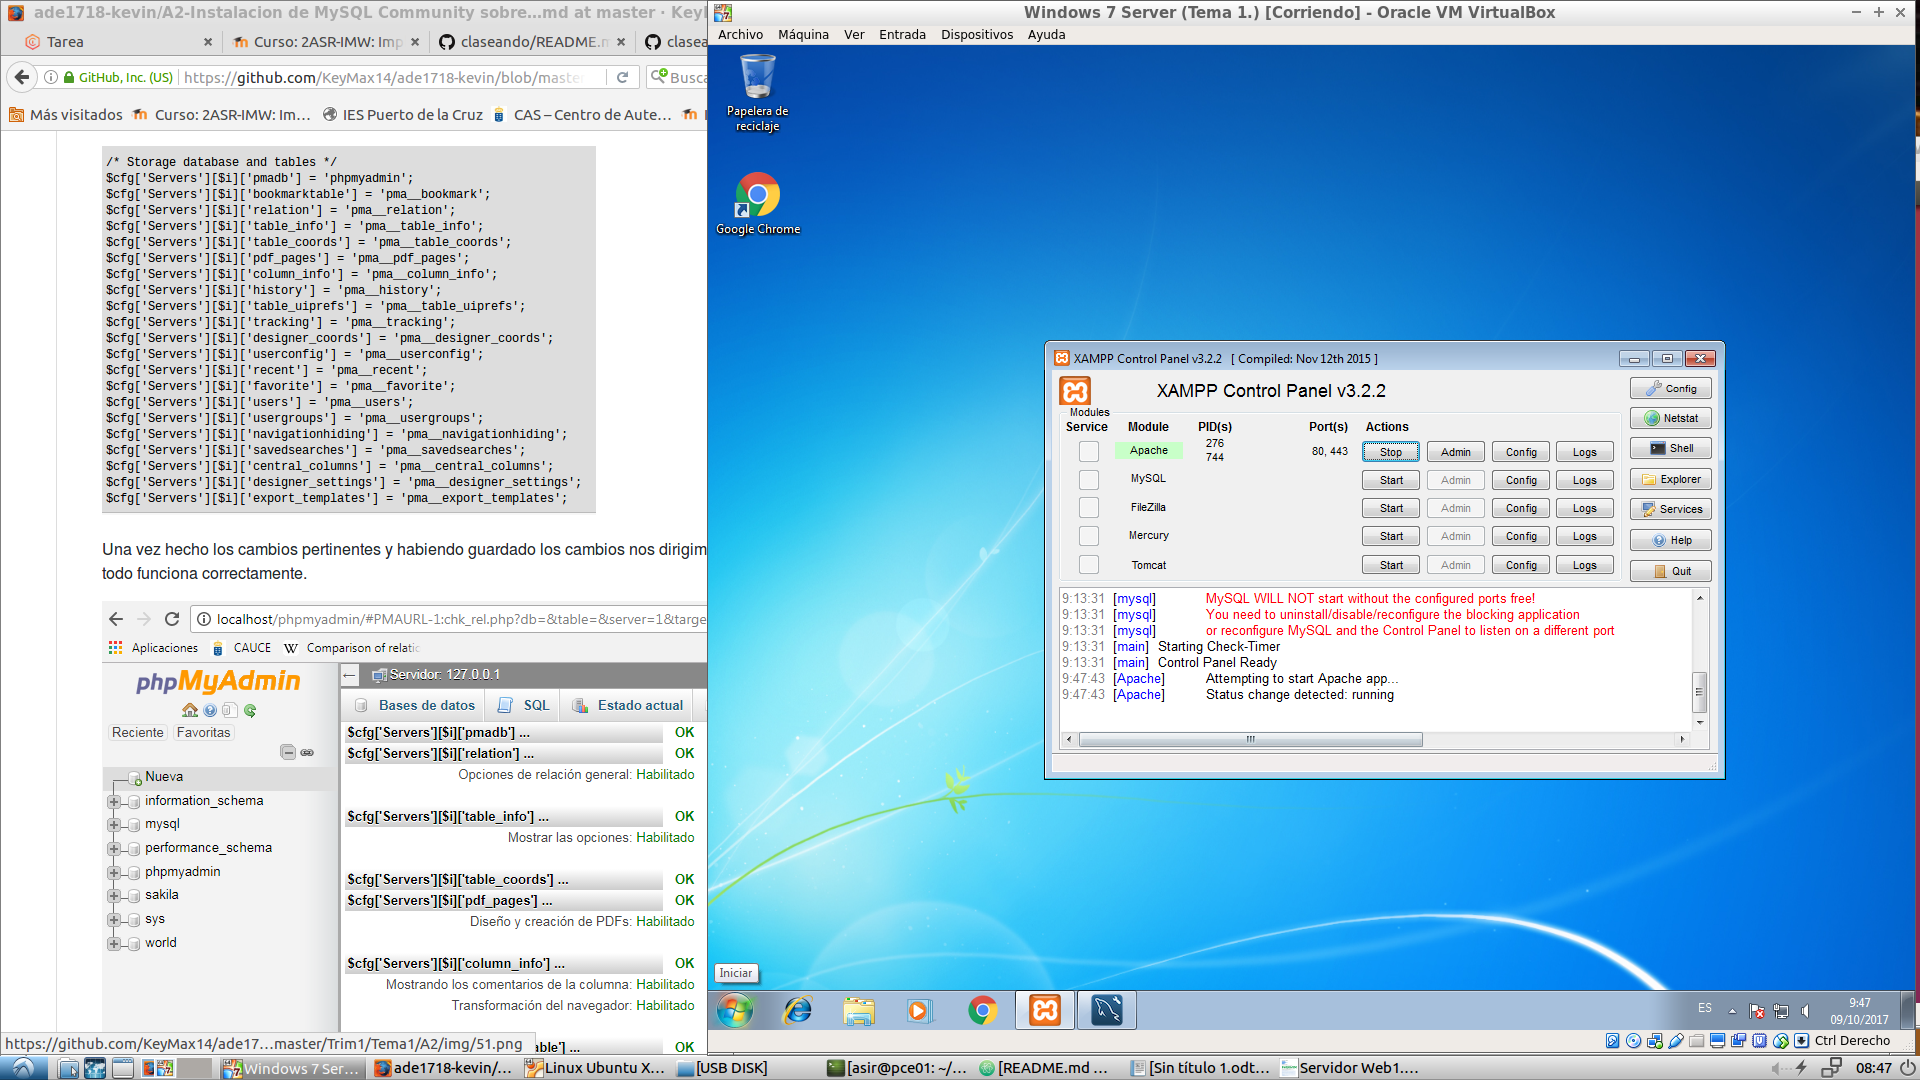 ade1718-kevin/A2-Instalacion de MySQL Community sobre...md at master · Key
Tarea
Curso: 2ASR-IMW: Imp
claseando/README.m
clasea
GitHub, Inc. (US)
https://github.com/KeyMax14/ade1718-kevin/blob/master
Busca
Más visitados
Curso: 2ASR-IMW: Im...
IES Puerto de la Cruz
CAS – Centro de Aute...
/* Storage database and tables */
$cfg['Servers'][$i]['pmadb'] = 'phpmyadmin';
$cfg['Servers'][$i]['bookmarktable'] = 'pma__bookmark';
$cfg['Servers'][$i]['relation'] = 'pma__relation';
$cfg['Servers'][$i]['table_info'] = 'pma__table_info';
$cfg['Servers'][$i]['table_coords'] = 'pma__table_coords';
$cfg['Servers'][$i]['pdf_pages'] = 'pma__pdf_pages';
$cfg['Servers'][$i]['column_info'] = 'pma__column_info';
$cfg['Servers'][$i]['history'] = 'pma__history';
$cfg['Servers'][$i]['table_uiprefs'] = 'pma__table_uiprefs';
$cfg['Servers'][$i]['tracking'] = 'pma__tracking';
$cfg['Servers'][$i]['designer_coords'] = 'pma__designer_coords';
$cfg['Servers'][$i]['userconfig'] = 'pma__userconfig';
$cfg['Servers'][$i]['recent'] = 'pma__recent';
$cfg['Servers'][$i]['favorite'] = 'pma__favorite';
$cfg['Servers'][$i]['users'] = 'pma__users';
$cfg['Servers'][$i]['usergroups'] = 'pma__usergroups';
$cfg['Servers'][$i]['navigationhiding'] = 'pma__navigationhiding';
$cfg['Servers'][$i]['savedsearches'] = 'pma__savedsearches';
$cfg['Servers'][$i]['central_columns'] = 'pma__central_columns';
$cfg['Servers'][$i]['designer_settings'] = 'pma__designer_settings';
$cfg['Servers'][$i]['export_templates'] = 'pma__export_templates';
Una vez hecho los cambios pertinentes y habiendo guardado los cambios nos dirigim
todo funciona correctamente.
localhost/phpmyadmin/#PMAURL-1:chk_rel.php?db=&table=&server=1&targe
Aplicaciones
CAUCE
Comparison of relatic
phpMyAdmin
Reciente
Favoritas
Nueva
information_schema
mysql
performance_schema
phpmyadmin
sakila
sys
world
Servidor: 127.0.0.1
Bases de datos
SQL
Estado actual
$cfg['Servers'][$i]['pmadb'] ... OK
$cfg['Servers'][$i]['relation'] ... OK
Opciones de relación general: Habilitado
$cfg['Servers'][$i]['table_info'] ... OK
Mostrar las opciones: Habilitado
$cfg['Servers'][$i]['table_coords'] ... OK
$cfg['Servers'][$i]['pdf_pages'] ... OK
Diseño y creación de PDFs: Habilitado
$cfg['Servers'][$i]['column_info'] ... OK
Mostrando los comentarios de la columna: Habilitado
Transformación del navegador: Habilitado
able'] ... OK
https://github.com/KeyMax14/ade17...master/Trim1/Tema1/A2/img/51.png
Windows 7 Server (Tema 1.) [Corriendo] - Oracle VM VirtualBox
Archivo Máquina Ver Entrada Dispositivos Ayuda
Papelera de
reciclaje
Google Chrome
XAMPP Control Panel v3.2.2 [ Compiled: Nov 12th 2015 ]
XAMPP Control Panel v3.2.2
Config
Netstat
Shell
Explorer
Services
Help
Quit
Modules
Service Module PID(s) Port(s) Actions
Apache 276 744 80, 443 Stop Admin Config Logs
MySQL Start Admin Config Logs
FileZilla Start Admin Config Logs
Mercury Start Admin Config Logs
Tomcat Start Admin Config Logs
9:13:31 [mysql] MySQL WILL NOT start without the configured ports free!
9:13:31 [mysql] You need to uninstall/disable/reconfigure the blocking application
9:13:31 [mysql] or reconfigure MySQL and the Control Panel to listen on a different port
9:13:31 [main] Starting Check-Timer
9:13:31 [main] Control Panel Ready
9:47:43 [Apache] Attempting to start Apache app...
9:47:43 [Apache] Status change detected: running
Iniciar
ES
9:47
09/10/2017
Ctrl Derecho
Windows 7 Ser...
ade1718-kevin/...
Linux Ubuntu X...
[USB DISK]
[asir@pce01: ~/...
[README.md ...
[Sin título 1.odt...
Servidor Web1....
08:47